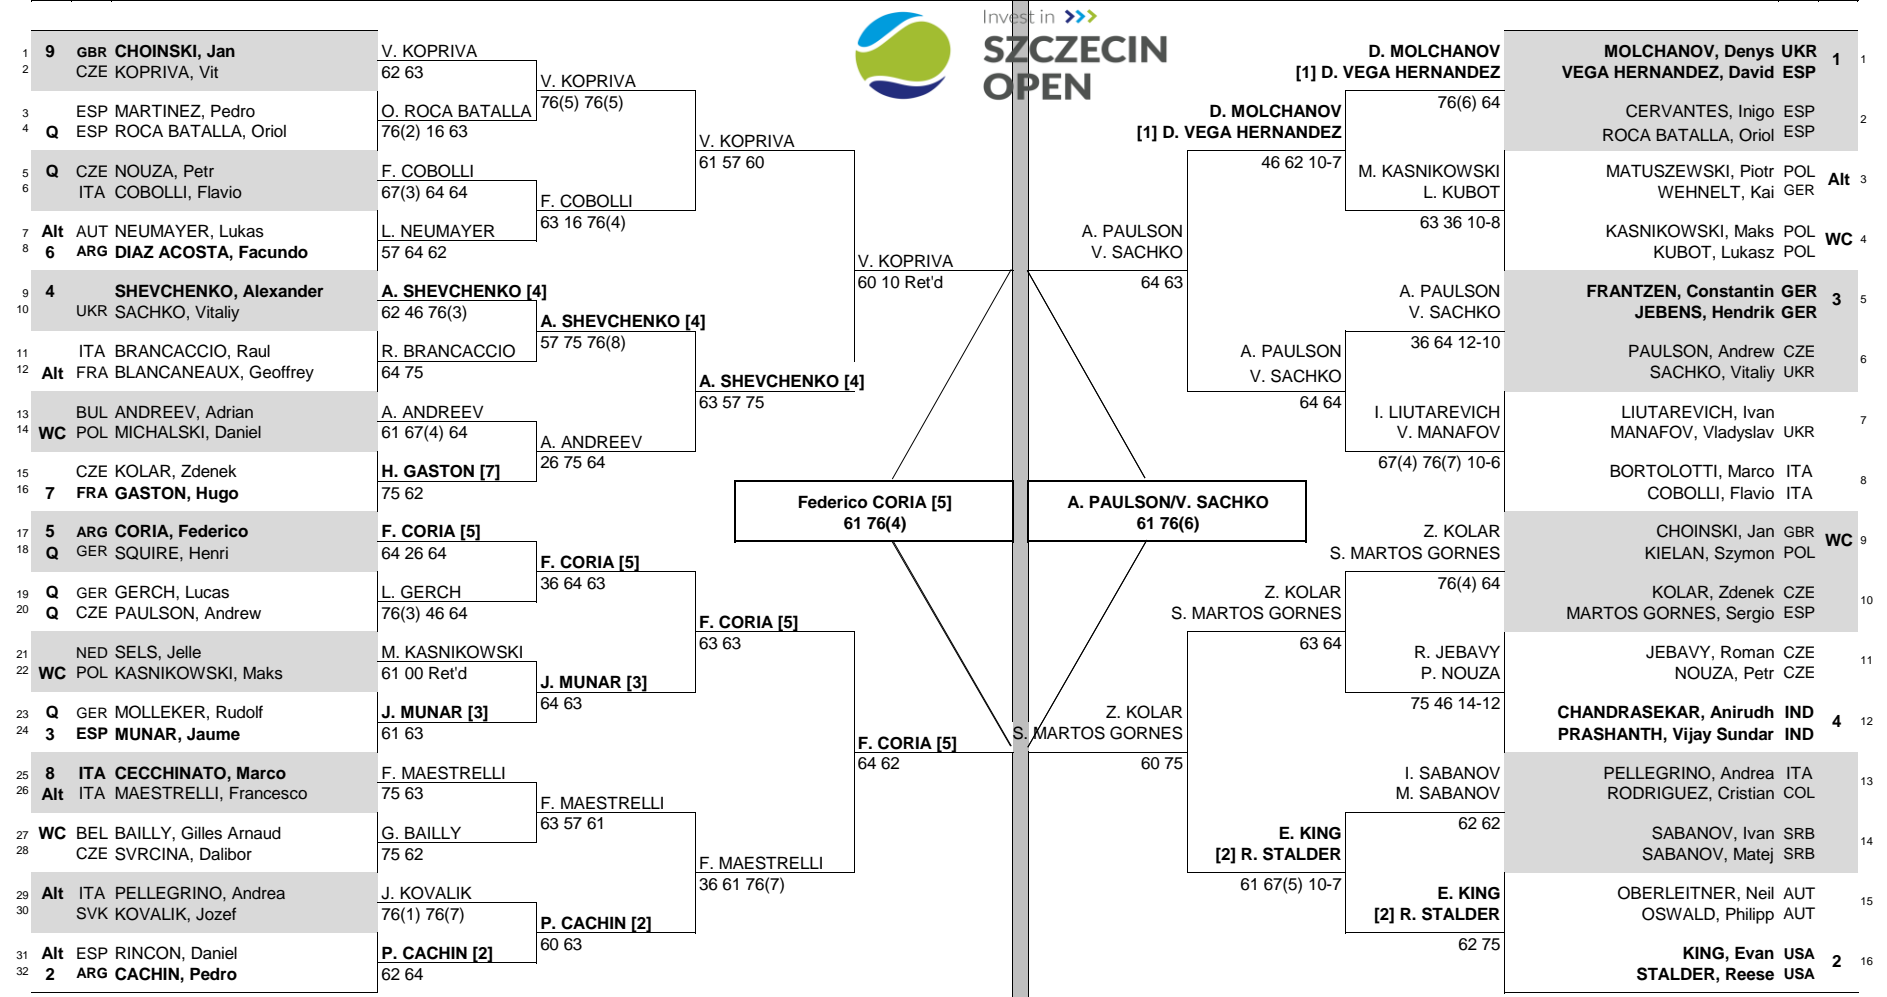 Invest in >>>
SZCZECIN
OPEN
1 9 GBR CHOINSKI, Jan
2 CZE KOPRIVA, Vit
3 ESP MARTINEZ, Pedro
4 Q ESP ROCA BATALLA, Oriol
5 Q CZE NOUZA, Petr
6 ITA COBOLLI, Flavio
7 Alt AUT NEUMAYER, Lukas
8 6 ARG DIAZ ACOSTA, Facundo
9 4 SHEVCHENKO, Alexander
10 UKR SACHKO, Vitaliy
11 ITA BRANCACCIO, Raul
12 Alt FRA BLANCANEAUX, Geoffrey
13 BUL ANDREEV, Adrian
14 WC POL MICHALSKI, Daniel
15 CZE KOLAR, Zdenek
16 7 FRA GASTON, Hugo
17 5 ARG CORIA, Federico
18 Q GER SQUIRE, Henri
19 Q GER GERCH, Lucas
20 Q CZE PAULSON, Andrew
21 NED SELS, Jelle
22 WC POL KASNIKOWSKI, Maks
23 Q GER MOLLEKER, Rudolf
24 3 ESP MUNAR, Jaume
25 8 ITA CECCHINATO, Marco
26 Alt ITA MAESTRELLI, Francesco
27 WC BEL BAILLY, Gilles Arnaud
28 CZE SVRCINA, Dalibor
29 Alt ITA PELLEGRINO, Andrea
30 SVK KOVALIK, Jozef
31 Alt ESP RINCON, Daniel
32 2 ARG CACHIN, Pedro
V. KOPRIVA
62 63
O. ROCA BATALLA
76(2) 16 63
F. COBOLLI
67(3) 64 64
L. NEUMAYER
57 64 62
A. SHEVCHENKO [4]
62 46 76(3)
R. BRANCACCIO
64 75
A. ANDREEV
61 67(4) 64
H. GASTON [7]
75 62
F. CORIA [5]
64 26 64
L. GERCH
76(3) 46 64
M. KASNIKOWSKI
61 00 Ret'd
J. MUNAR [3]
61 63
F. MAESTRELLI
75 63
G. BAILLY
75 62
J. KOVALIK
76(1) 76(7)
P. CACHIN [2]
62 64
V. KOPRIVA
76(5) 76(5)
F. COBOLLI
63 16 76(4)
A. SHEVCHENKO [4]
57 75 76(8)
A. ANDREEV
26 75 64
F. CORIA [5]
36 64 63
J. MUNAR [3]
64 63
F. MAESTRELLI
63 57 61
P. CACHIN [2]
60 63
V. KOPRIVA
61 57 60
A. SHEVCHENKO [4]
63 57 75
F. CORIA [5]
63 63
F. MAESTRELLI
36 61 76(7)
V. KOPRIVA
60 10 Ret'd
F. CORIA [5]
64 62
Federico CORIA [5]
61 76(4)
A. PAULSON/V. SACHKO
61 76(6)
A. PAULSON
V. SACHKO
64 63
Z. KOLAR
S. MARTOS GORNES
60 75
D. MOLCHANOV
[1] D. VEGA HERNANDEZ
46 62 10-7
A. PAULSON
V. SACHKO
64 64
Z. KOLAR
S. MARTOS GORNES
63 64
E. KING
[2] R. STALDER
61 67(5) 10-7
D. MOLCHANOV
[1] D. VEGA HERNANDEZ
76(6) 64
M. KASNIKOWSKI
L. KUBOT
63 36 10-8
A. PAULSON
V. SACHKO
36 64 12-10
I. LIUTAREVICH
V. MANAFOV
67(4) 76(7) 10-6
Z. KOLAR
S. MARTOS GORNES
76(4) 64
R. JEBAVY
P. NOUZA
75 46 14-12
I. SABANOV
M. SABANOV
62 62
E. KING
[2] R. STALDER
62 75
MOLCHANOV, Denys UKR 1 1
VEGA HERNANDEZ, David ESP
CERVANTES, Inigo ESP 2
ROCA BATALLA, Oriol ESP
MATUSZEWSKI, Piotr POL Alt 3
WEHNELT, Kai GER
KASNIKOWSKI, Maks POL WC 4
KUBOT, Lukasz POL
FRANTZEN, Constantin GER 3 5
JEBENS, Hendrik GER
PAULSON, Andrew CZE 6
SACHKO, Vitaliy UKR
LIUTAREVICH, Ivan 7
MANAFOV, Vladyslav UKR
BORTOLOTTI, Marco ITA 8
COBOLLI, Flavio ITA
CHOINSKI, Jan GBR WC 9
KIELAN, Szymon POL
KOLAR, Zdenek CZE 10
MARTOS GORNES, Sergio ESP
JEBAVY, Roman CZE 11
NOUZA, Petr CZE
CHANDRASEKAR, Anirudh IND 4 12
PRASHANTH, Vijay Sundar IND
PELLEGRINO, Andrea ITA 13
RODRIGUEZ, Cristian COL
SABANOV, Ivan SRB 14
SABANOV, Matej SRB
OBERLEITNER, Neil AUT 15
OSWALD, Philipp AUT
KING, Evan USA 2 16
STALDER, Reese USA